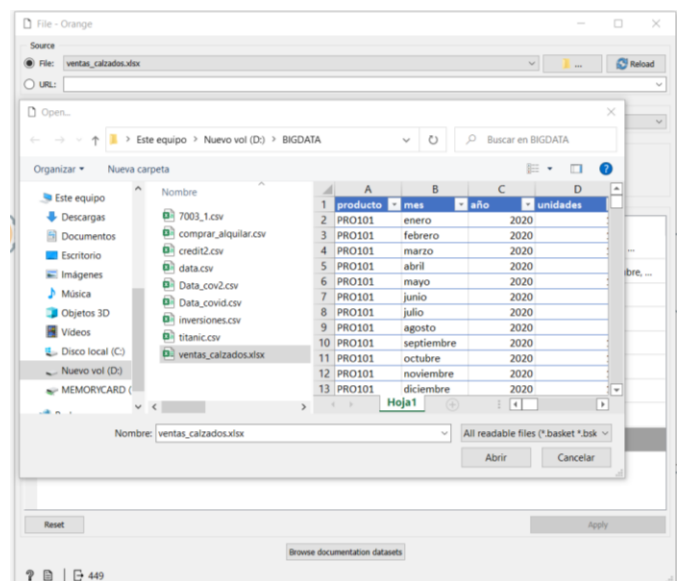 File - Orange
Source
File: ventas_calzados.xlsx ... Reload
URL:
Open...
Este equipo > Nuevo vol (D:) > BIGDATA Buscar en BIGDATA
Organizar Nueva carpeta
Este equipo
Descargas
Documentos
Escritorio
Imágenes
Música
Objetos 3D
Vídeos
Disco local (C:)
Nuevo vol (D:)
MEMORYCARD (
Nombre
7003_1.csv
comprar_alquilar.csv
credit2.csv
data.csv
Data_cov2.csv
Data_covid.csv
inversiones.csv
titanic.csv
ventas_calzados.xlsx
A B C D
1 producto mes año unidades
2 PRO101 enero 2020
3 PRO101 febrero 2020
4 PRO101 marzo 2020
5 PRO101 abril 2020
6 PRO101 mayo 2020
7 PRO101 junio 2020
8 PRO101 julio 2020
9 PRO101 agosto 2020
10 PRO101 septiembre 2020
11 PRO101 octubre 2020
12 PRO101 noviembre 2020
13 PRO101 diciembre 2020
Hoja1
...
bre, ...
Nombre: ventas_calzados.xlsx All readable files (*.basket *.bsk
Abrir Cancelar
Reset Apply
Browse documentation datasets
? 449